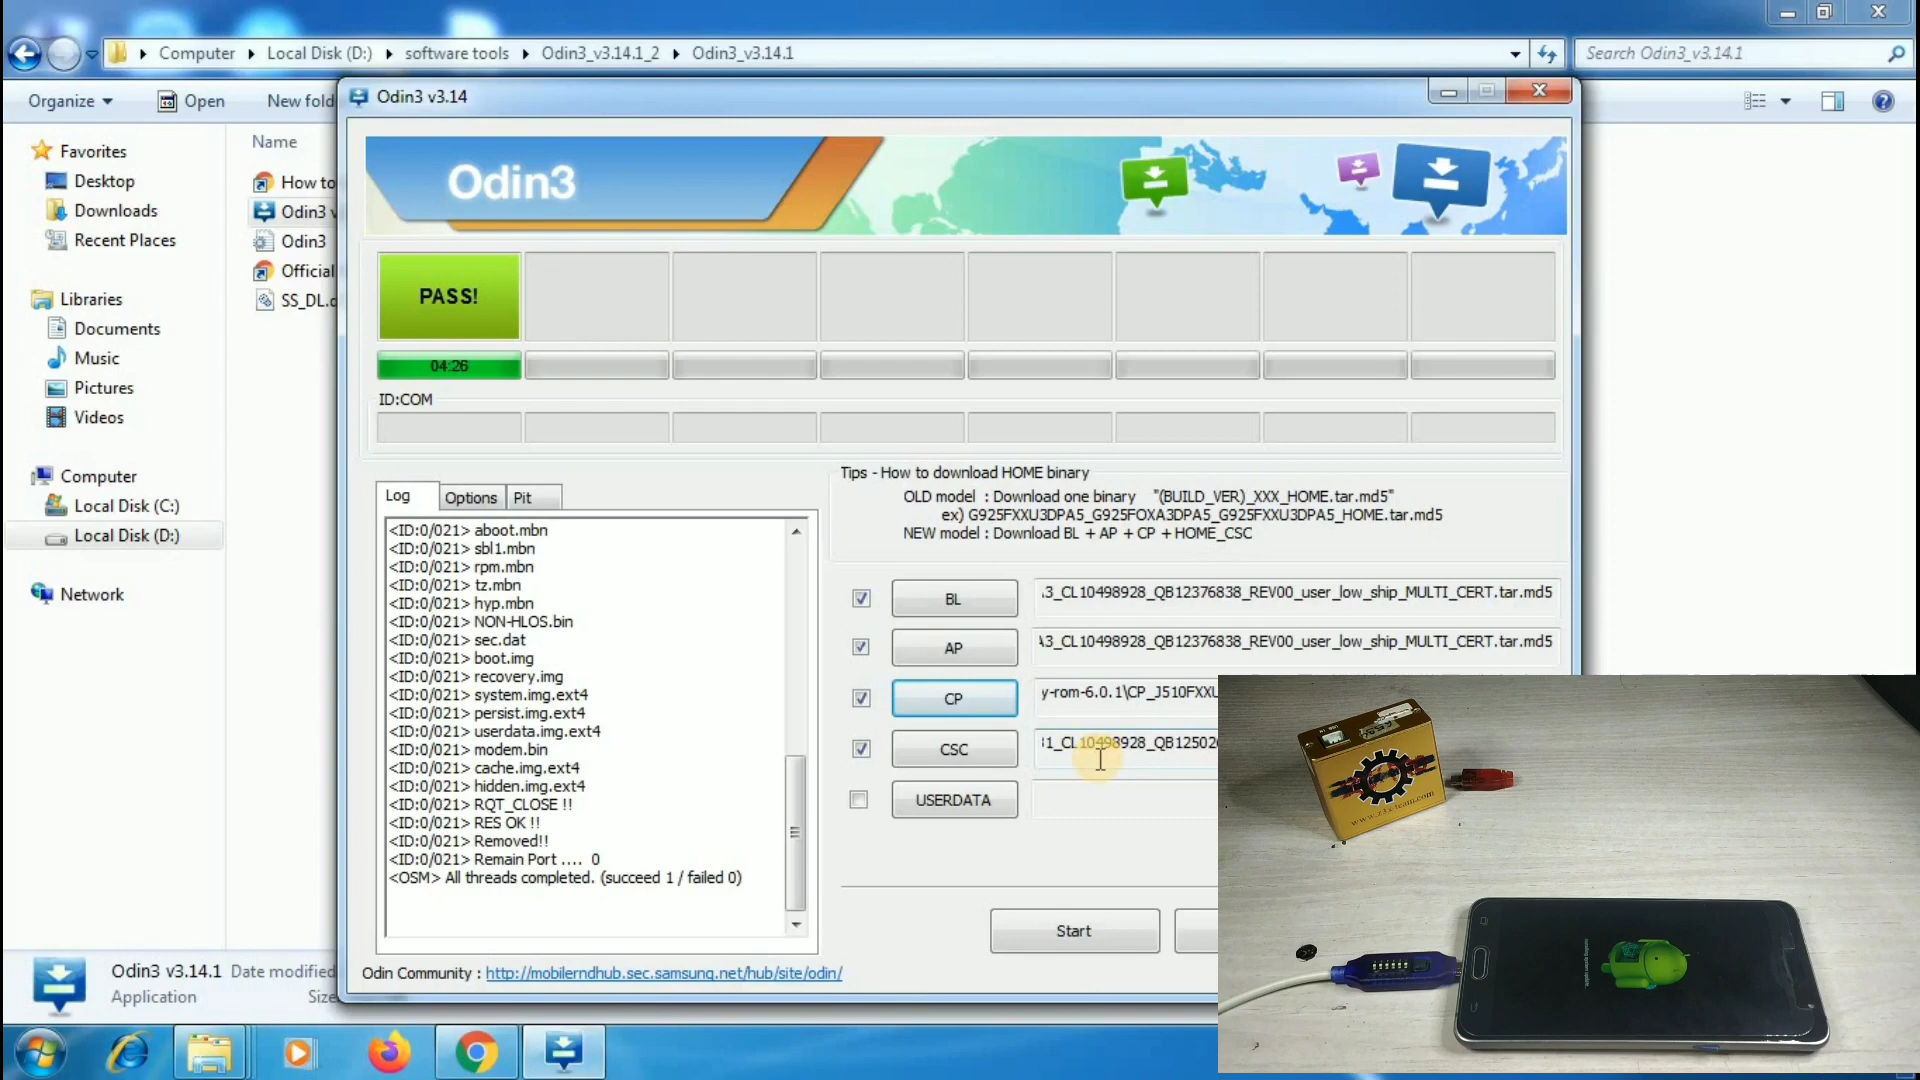 Computer
Local Disk (D:)
software tools
Odin3_v3.14.1_2
Odin3_v3.14.1
Search Odin3_v3.14.1
Organize
Open
New fold
Favorites
Desktop
Downloads
Recent Places
Libraries
Documents
Music
Pictures
Videos
Computer
Local Disk (C:)
Local Disk (D:)
Network
Name
How to
Odin3 v
Odin3
Official
SS_DL.d
Odin3 v3.14
Odin3
PASS!
04:26
ID:COM
Log
Options
Pit
<ID:0/021> aboot.mbn
<ID:0/021> sbl1.mbn
<ID:0/021> rpm.mbn
<ID:0/021> tz.mbn
<ID:0/021> hyp.mbn
<ID:0/021> NON-HLOS.bin
<ID:0/021> sec.dat
<ID:0/021> boot.img
<ID:0/021> recovery.img
<ID:0/021> system.img.ext4
<ID:0/021> persist.img.ext4
<ID:0/021> userdata.img.ext4
<ID:0/021> modem.bin
<ID:0/021> cache.img.ext4
<ID:0/021> hidden.img.ext4
<ID:0/021> RQT_CLOSE !!
<ID:0/021> RES OK !!
<ID:0/021> Removed!!
<ID:0/021> Remain Port .... 0
<OSM> All threads completed. (succeed 1 / failed 0)
Tips - How to download HOME binary
OLD model : Download one binary "(BUILD_VER)_XXX_HOME.tar.md5"
ex) G925FXXU3DPA5_G925FOXA3DPA5_G925FXXU3DPA5_HOME.tar.md5
NEW model : Download BL + AP + CP + HOME_CSC
BL
3_CL10498928_QB12376838_REV00_user_low_ship_MULTI_CERT.tar.md5
AP
A3_CL10498928_QB12376838_REV00_user_low_ship_MULTI_CERT.tar.md5
CP
y-rom-6.0.1\CP_J510FXXU
CSC
31_CL10498928_QB12502
USERDATA
Start
Odin Community : http://mobilerndhub.sec.samsung.net/hub/site/odin/
Odin3 v3.14.1 Date modified
Application
Size